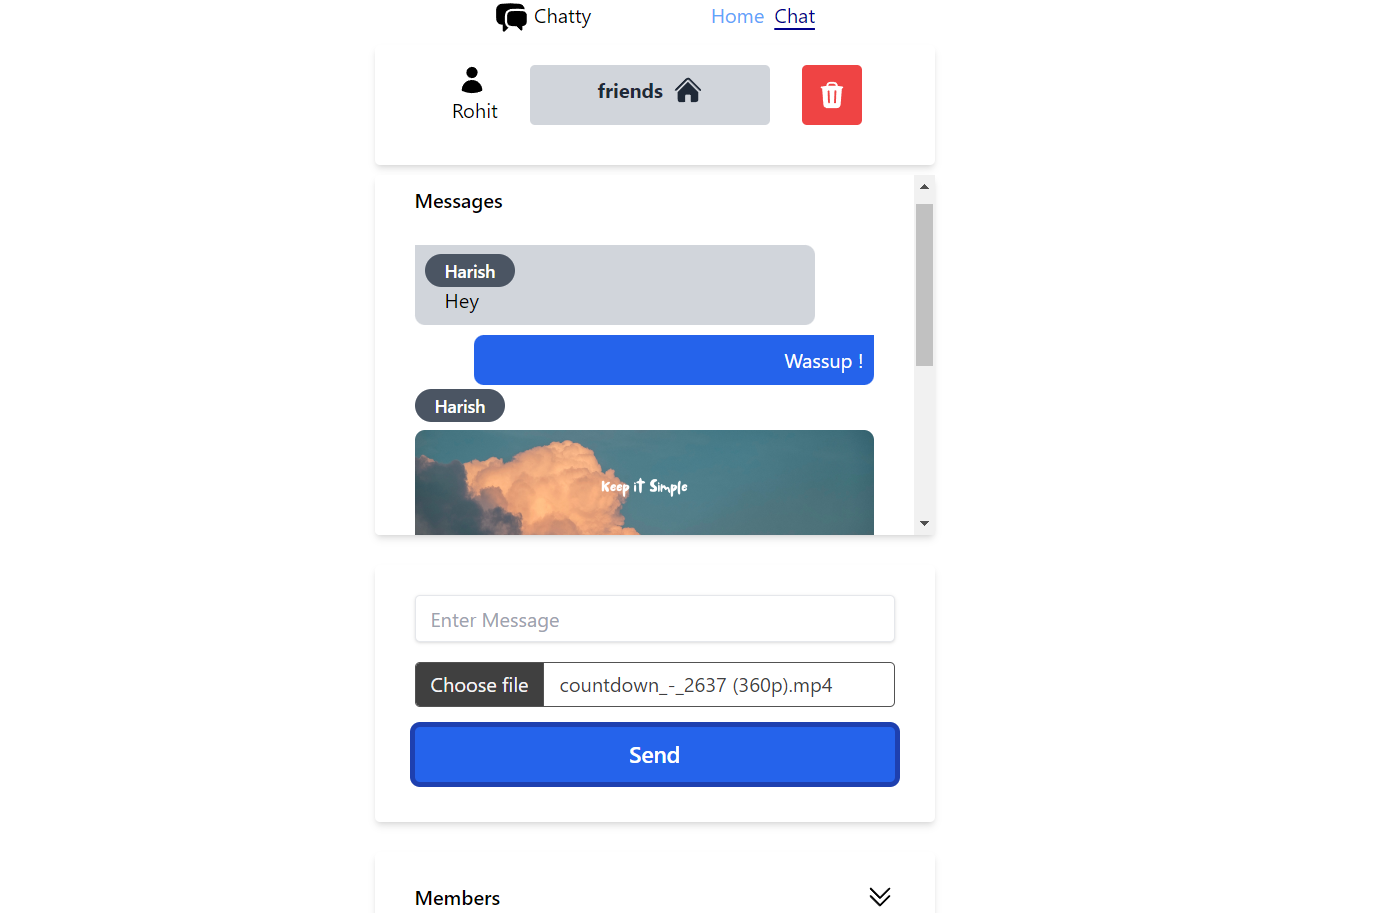 Chatty Home Chat
Rohit
friends
Messages
Harish
Hey
Wassup !
Harish
Keep it Simple
Enter Message
Choose file countdown_-_2637 (360p).mp4
Send
Members